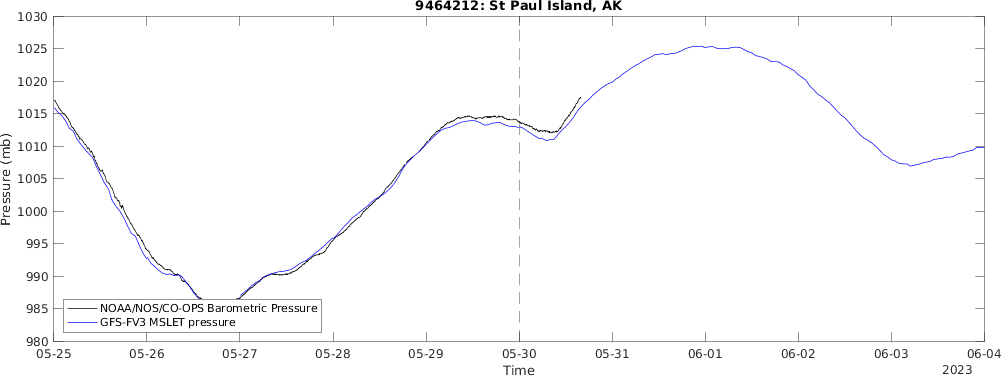 9464212: St Paul Island, AK
1030
1025
1020
1015
1010
1005
1000
995
990
985
980
Pressure (mb)
NOAA/NOS/CO-OPS Barometric Pressure
GFS-FV3 MSLET pressure
05-25 05-26 05-27 05-28 05-29 05-30 05-31 06-01 06-02 06-03 06-04
Time
2023